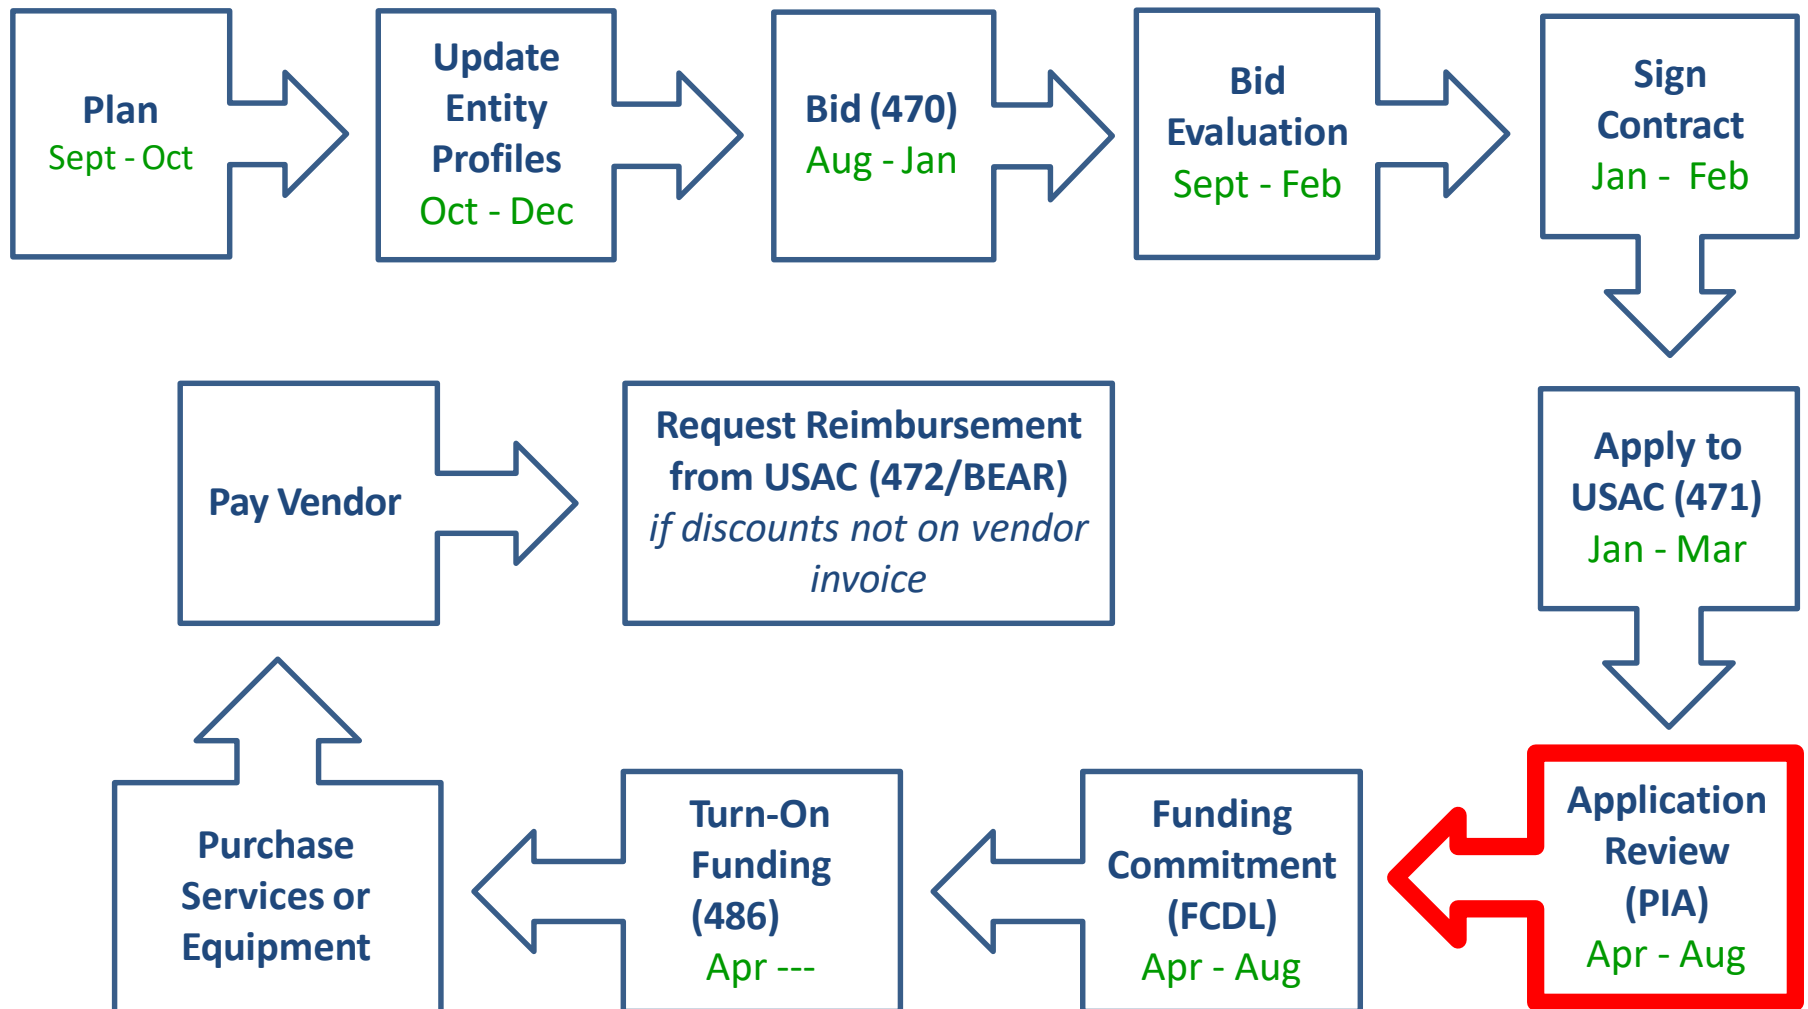 Plan
Sept - Oct
Update
Entity
Profiles
Oct - Dec
Bid (470)
Aug - Jan
Bid
Evaluation
Sept - Feb
Sign
Contract
Jan - Feb
Apply to
USAC (471)
Jan - Mar
Application
Review
(PIA)
Apr - Aug
Funding
Commitment
(FCDL)
Apr - Aug
Turn-On
Funding
(486)
Apr ---
Purchase
Services or
Equipment
Pay Vendor
Request Reimbursement
from USAC (472/BEAR)
if discounts not on vendor
invoice